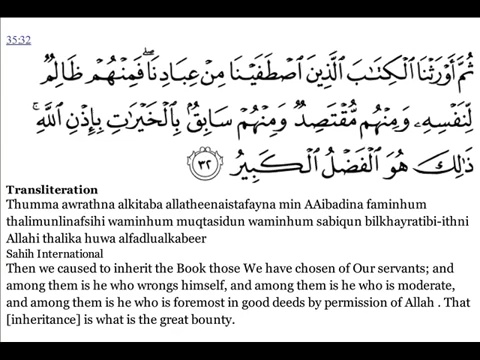 35:32
ثُمَّ أَوْرَثْنَا الْكِتَابَ الَّذِينَ اصْطَفَيْنَا مِنْ عِبَادِنَا ۖ فَمِنْهُمْ ظَالِمٌ
لِّنَفْسِهِ وَمِنْهُم مُّقْتَصِدٌ وَمِنْهُمْ سَابِقٌ بِالْخَيْرَاتِ بِإِذْنِ اللَّهِ ۚ
ذَٰلِكَ هُوَ الْفَضْلُ الْكَبِيرُ ٣٢
Transliteration
Thumma awrathna alkitaba allatheenaistafayna min AAibadina faminhum
thalimunlinafsihi waminhum muqtasidun waminhum sabiqun bilkhayratibi-ithni
Allahi thalika huwa alfadlualkabeer
Sahih International
Then we caused to inherit the Book those We have chosen of Our servants; and
among them is he who wrongs himself, and among them is he who is moderate,
and among them is he who is foremost in good deeds by permission of Allah . That
[inheritance] is what is the great bounty.